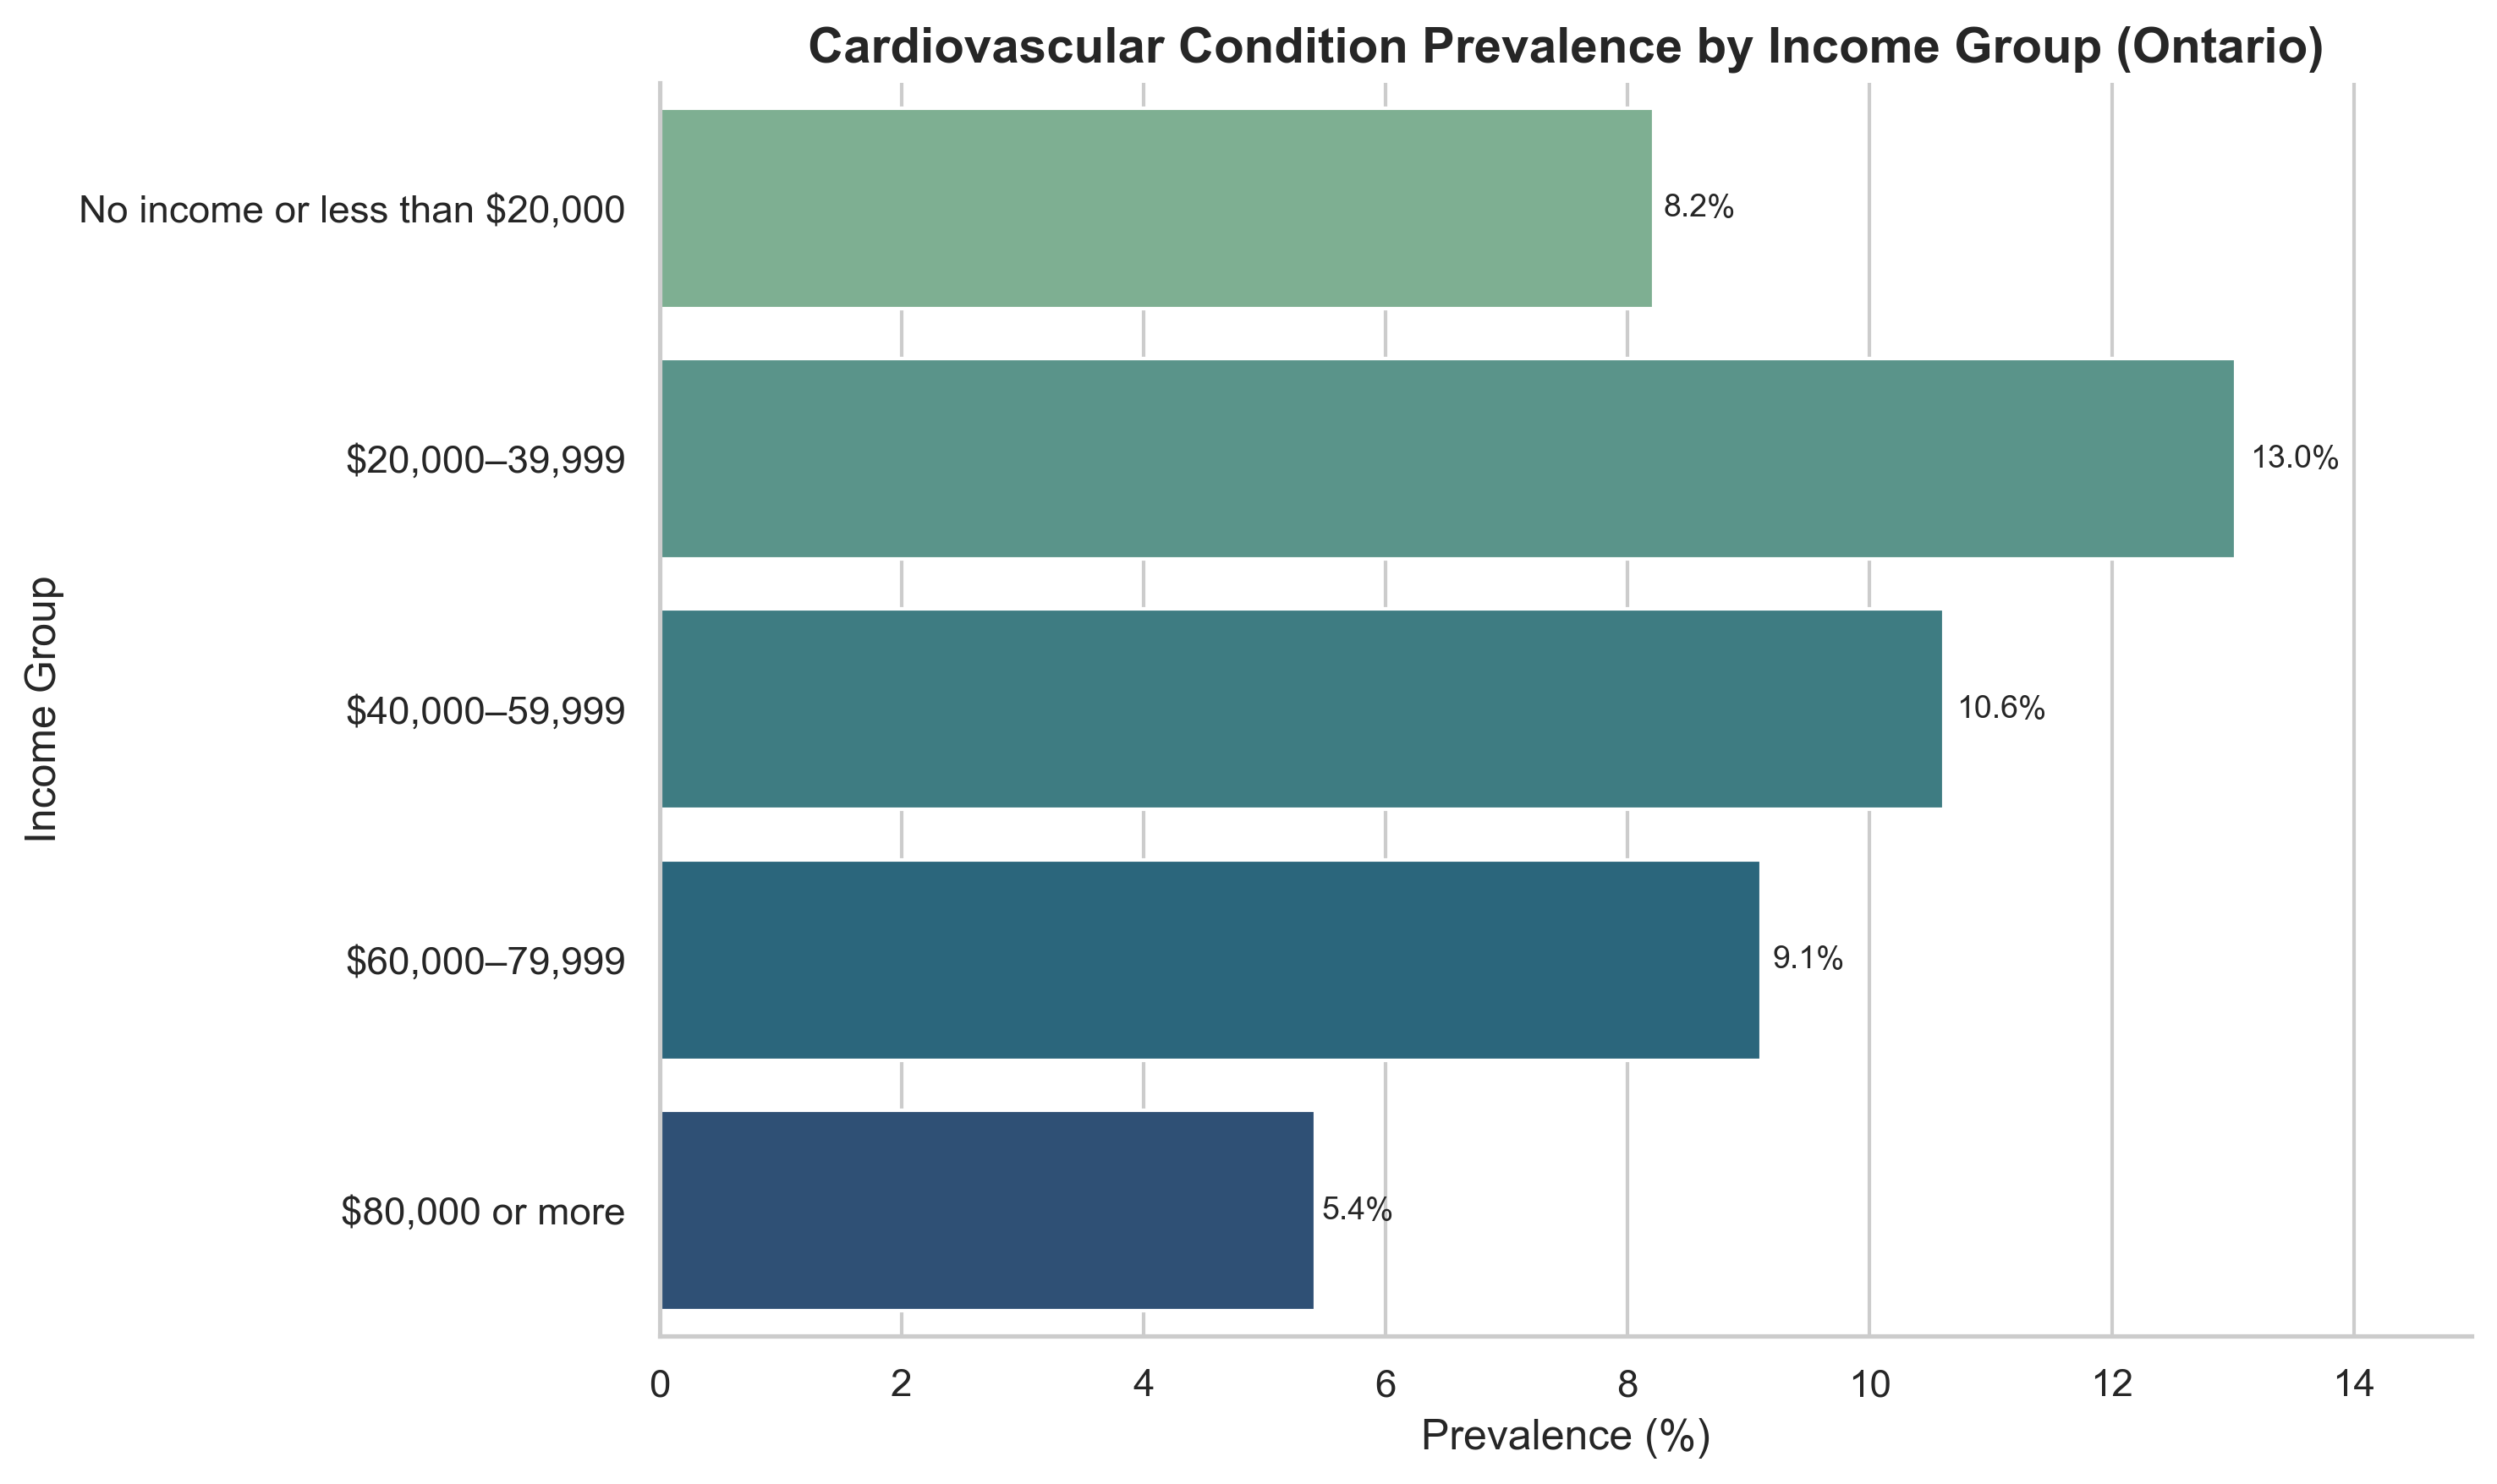 Cardiovascular Condition Prevalence by Income Group (Ontario)
Income Group
No income or less than $20,000
8.2%
$20,000–39,999
13.0%
$40,000–59,999
10.6%
$60,000–79,999
9.1%
$80,000 or more
5.4%
0 2 4 6 8 10 12 14
Prevalence (%)